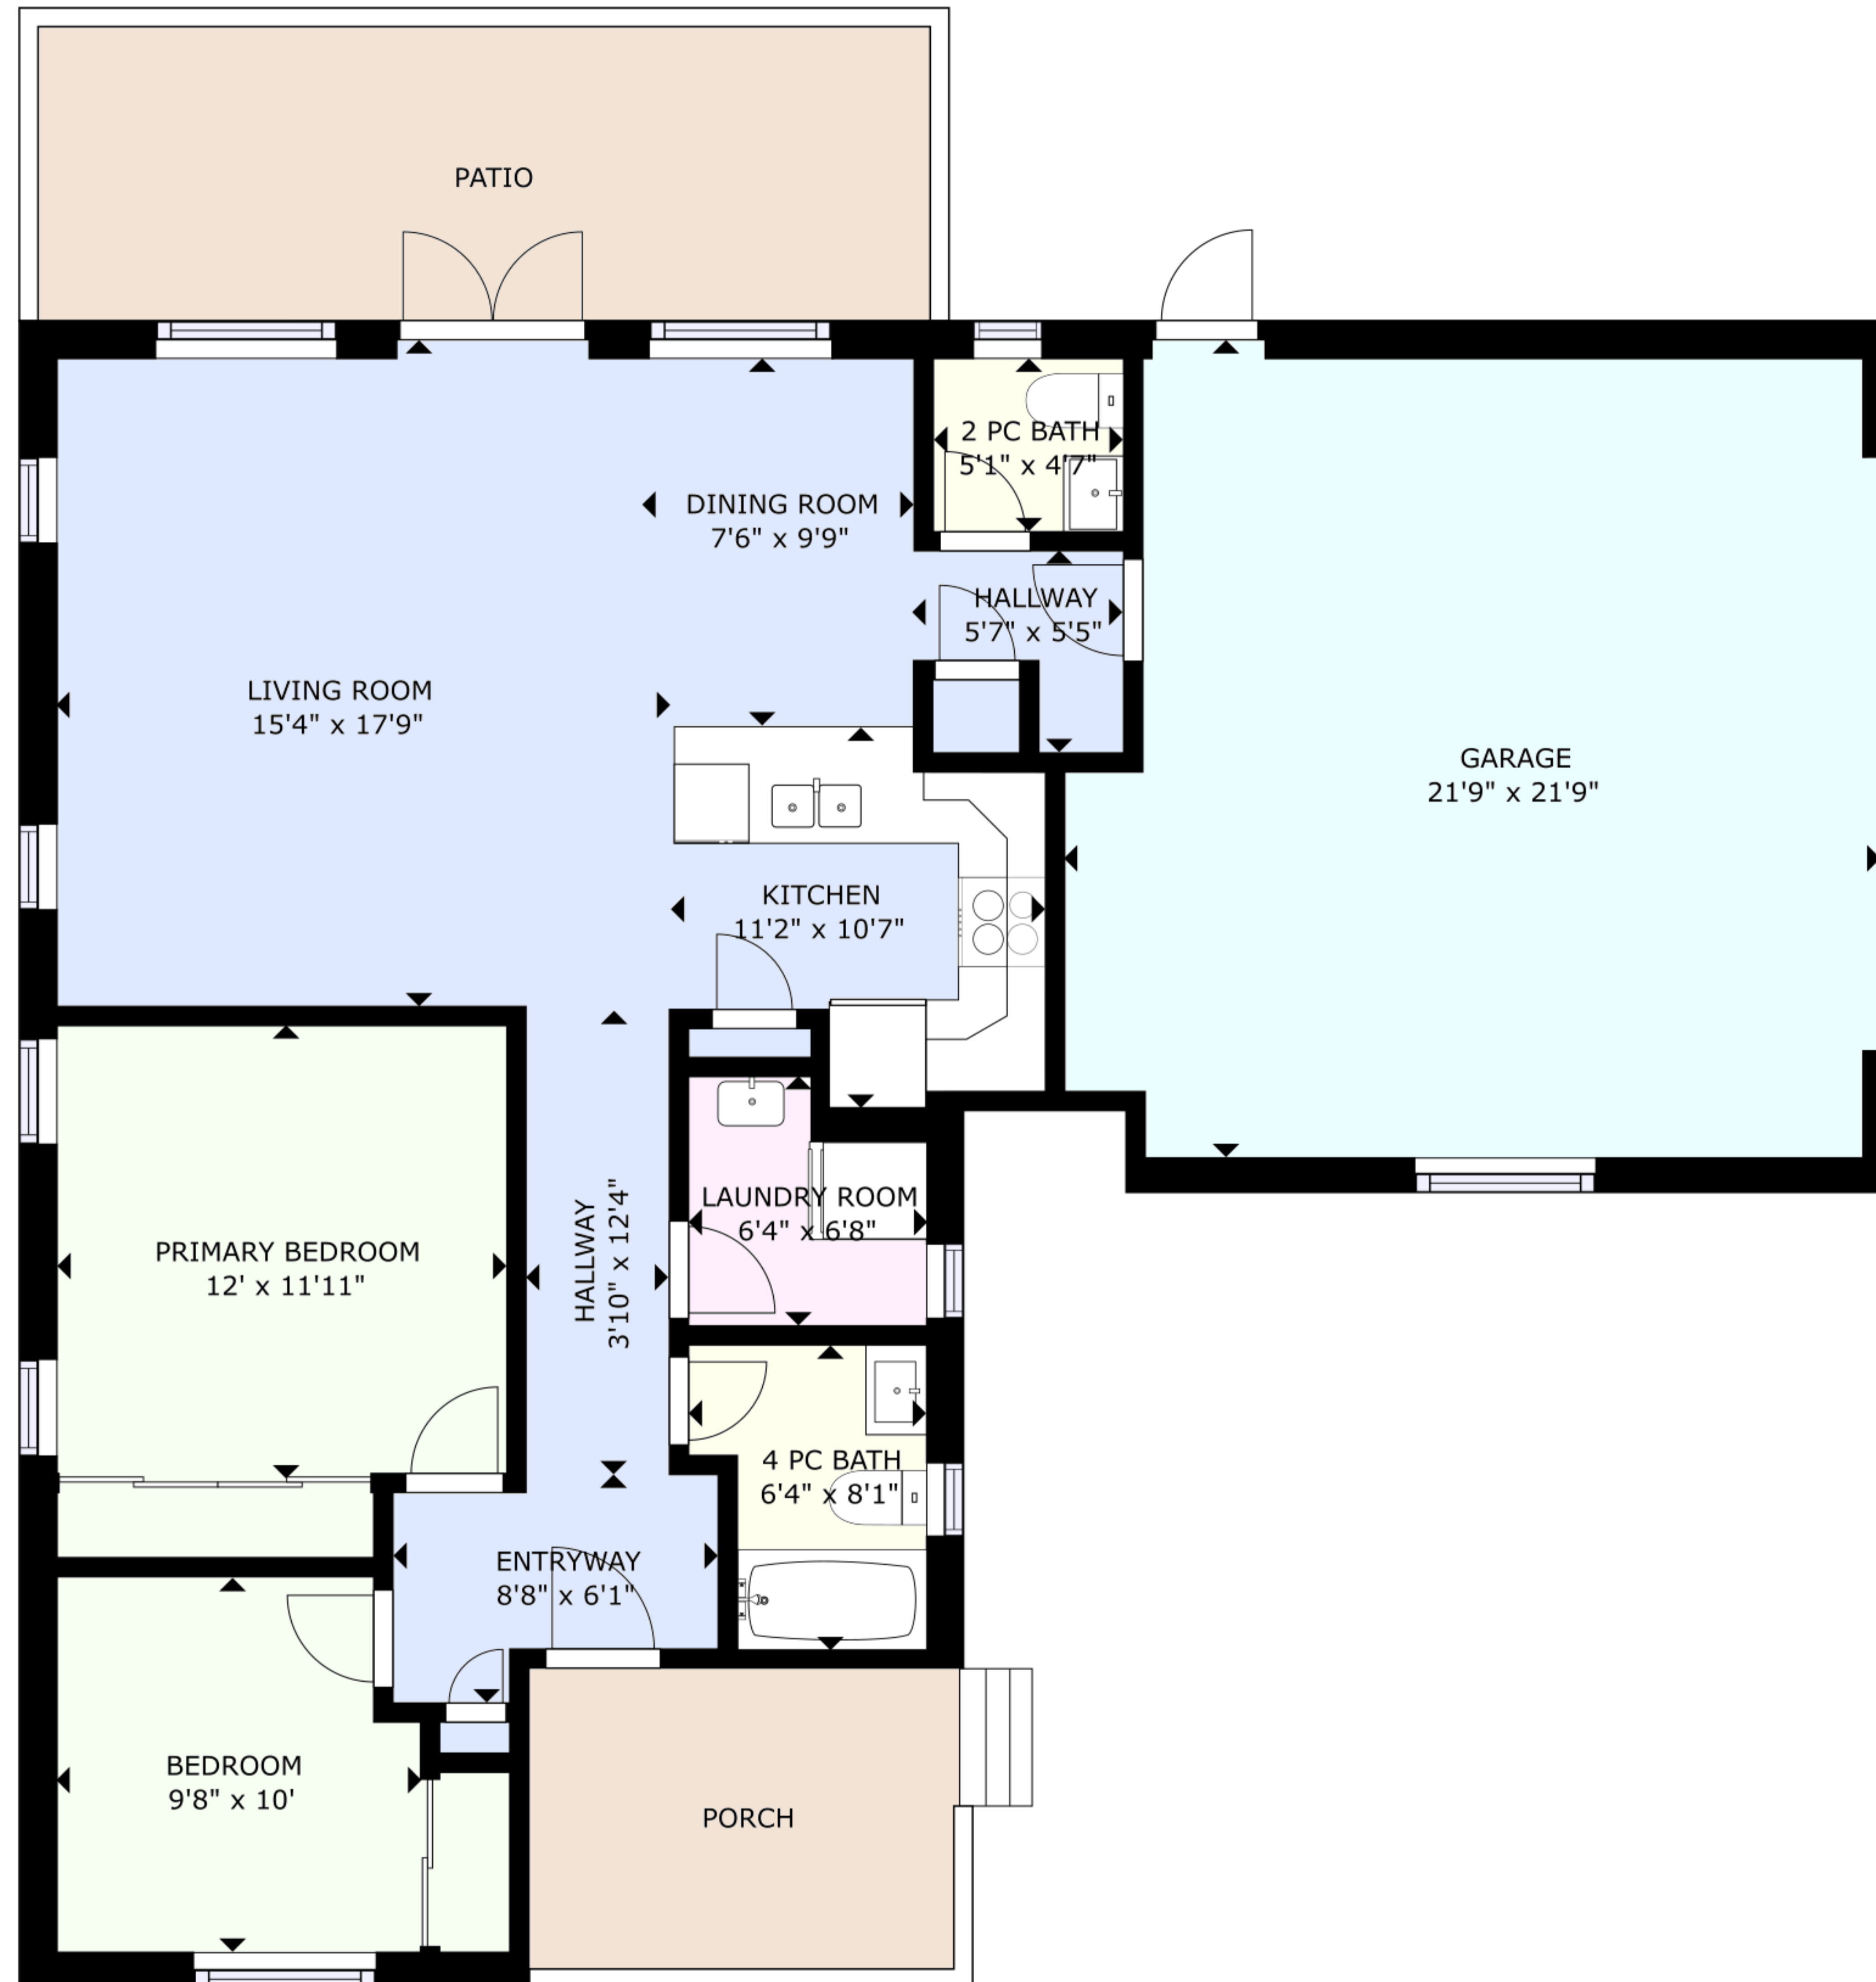 PATIO
2 PC BATH
5'1" x 4'7"
DINING ROOM
7'6" x 9'9"
HALLWAY
5'7" x 5'5"
LIVING ROOM
15'4" x 17'9"
GARAGE
21'9" x 21'9"
KITCHEN
11'2" x 10'7"
LAUNDRY ROOM
6'4" x 6'8"
PRIMARY BEDROOM
12' x 11'11"
HALLWAY
3'10" x 12'4"
4 PC BATH
6'4" x 8'1"
ENTRYWAY
8'8" x 6'1"
BEDROOM
9'8" x 10'
PORCH